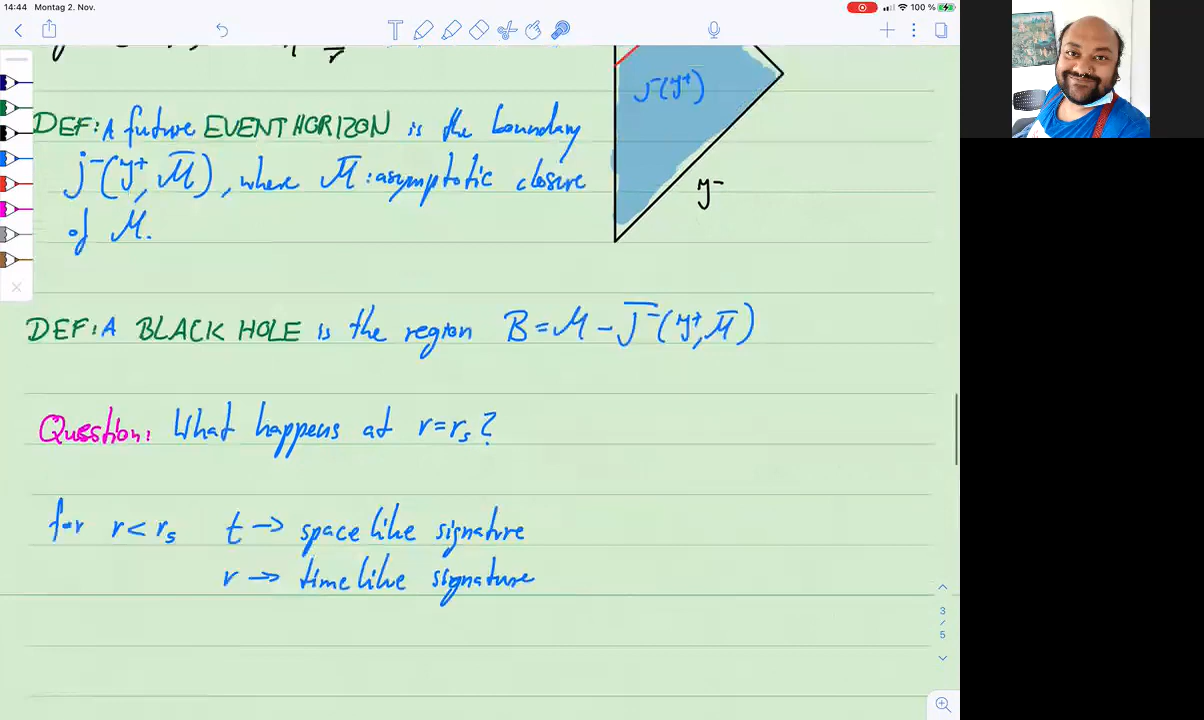 14:44 Montag 2. Nov.
100 %
J⁻(y⁺)
DEF: A future EVENT HORIZON is the boundary
j⁻(y⁺, M̄), where M̄: asymptotic closure
of M.
y⁻
DEF: A BLACK HOLE is the region B = M − J̅⁻(y⁺, M̄)
Question: What happens at r=rₛ?
for r < rₛ t → space like signature
r → time like signature
3
/
5